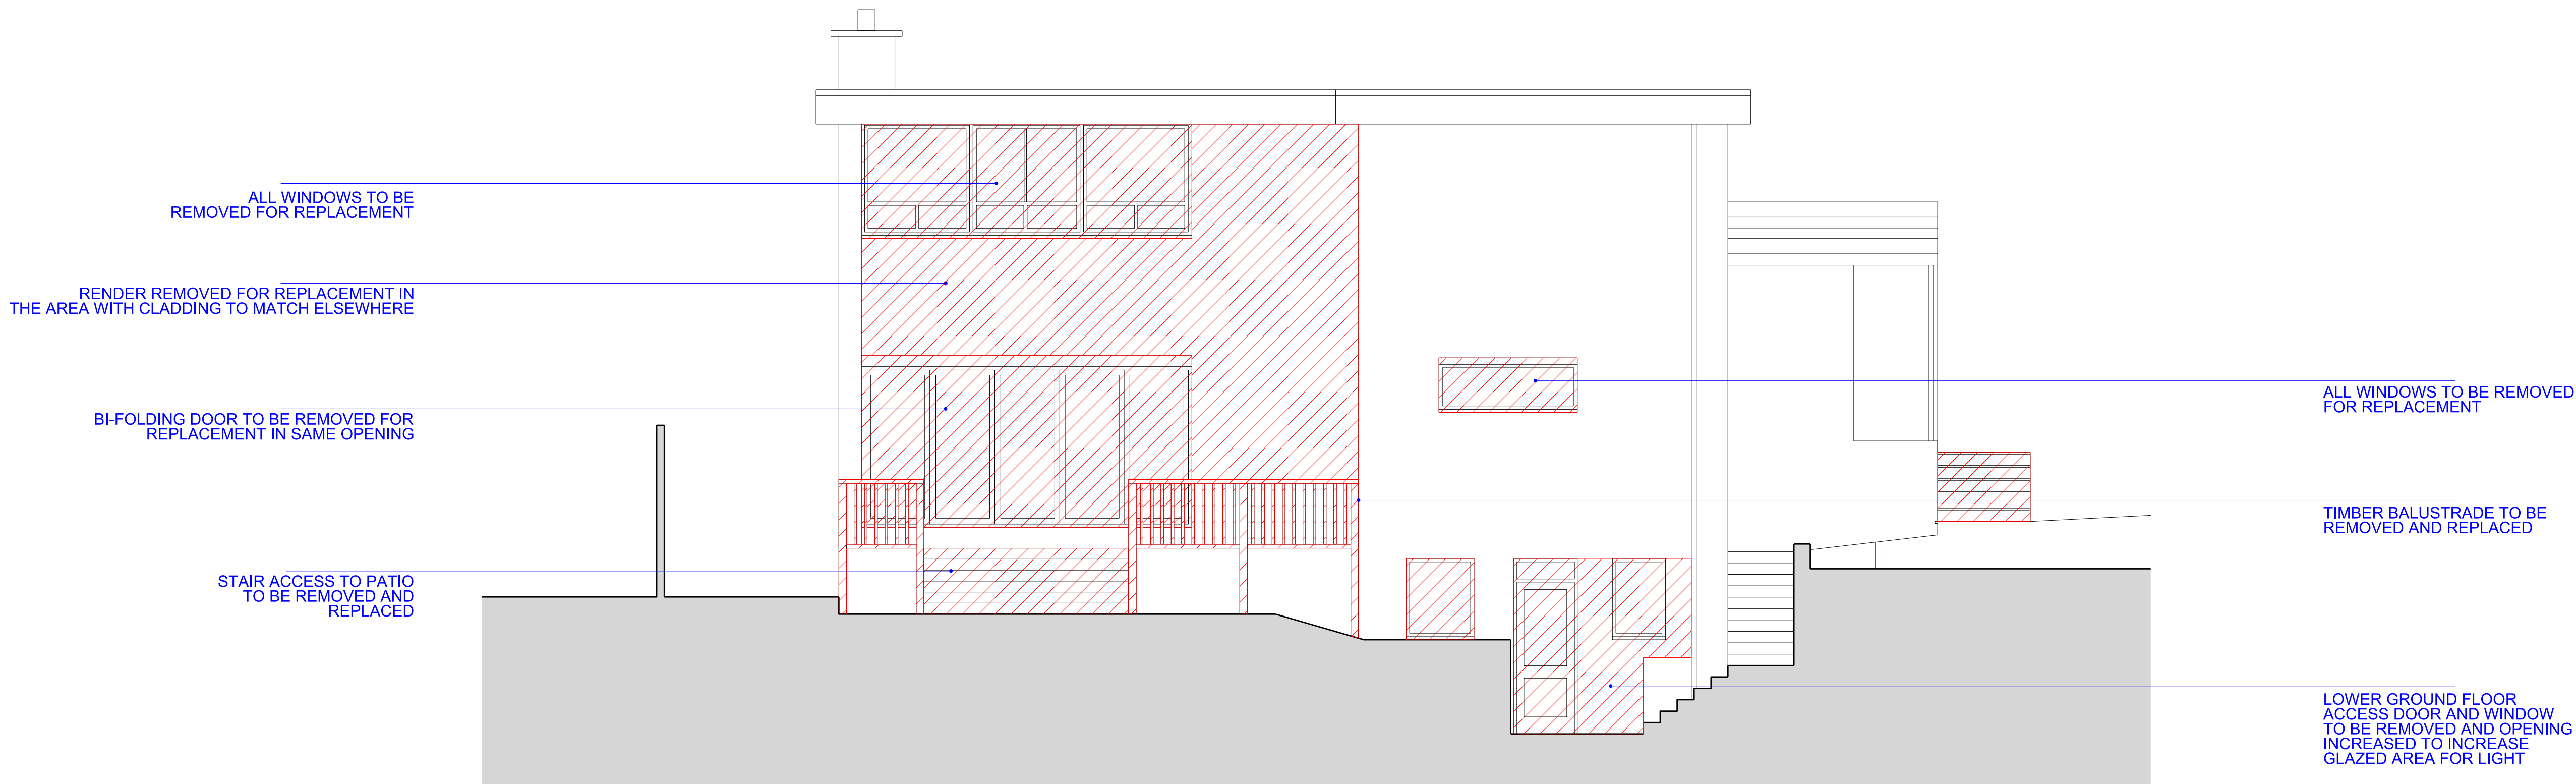 ALL WINDOWS TO BE
REMOVED FOR REPLACEMENT
RENDER REMOVED FOR REPLACEMENT IN
THE AREA WITH CLADDING TO MATCH ELSEWHERE
BI-FOLDING DOOR TO BE REMOVED FOR
REPLACEMENT IN SAME OPENING
STAIR ACCESS TO PATIO
TO BE REMOVED AND
REPLACED
ALL WINDOWS TO BE REMOVED
FOR REPLACEMENT
TIMBER BALUSTRADE TO BE
REMOVED AND REPLACED
LOWER GROUND FLOOR
ACCESS DOOR AND WINDOW
TO BE REMOVED AND OPENING
INCREASED TO INCREASE
GLAZED AREA FOR LIGHT